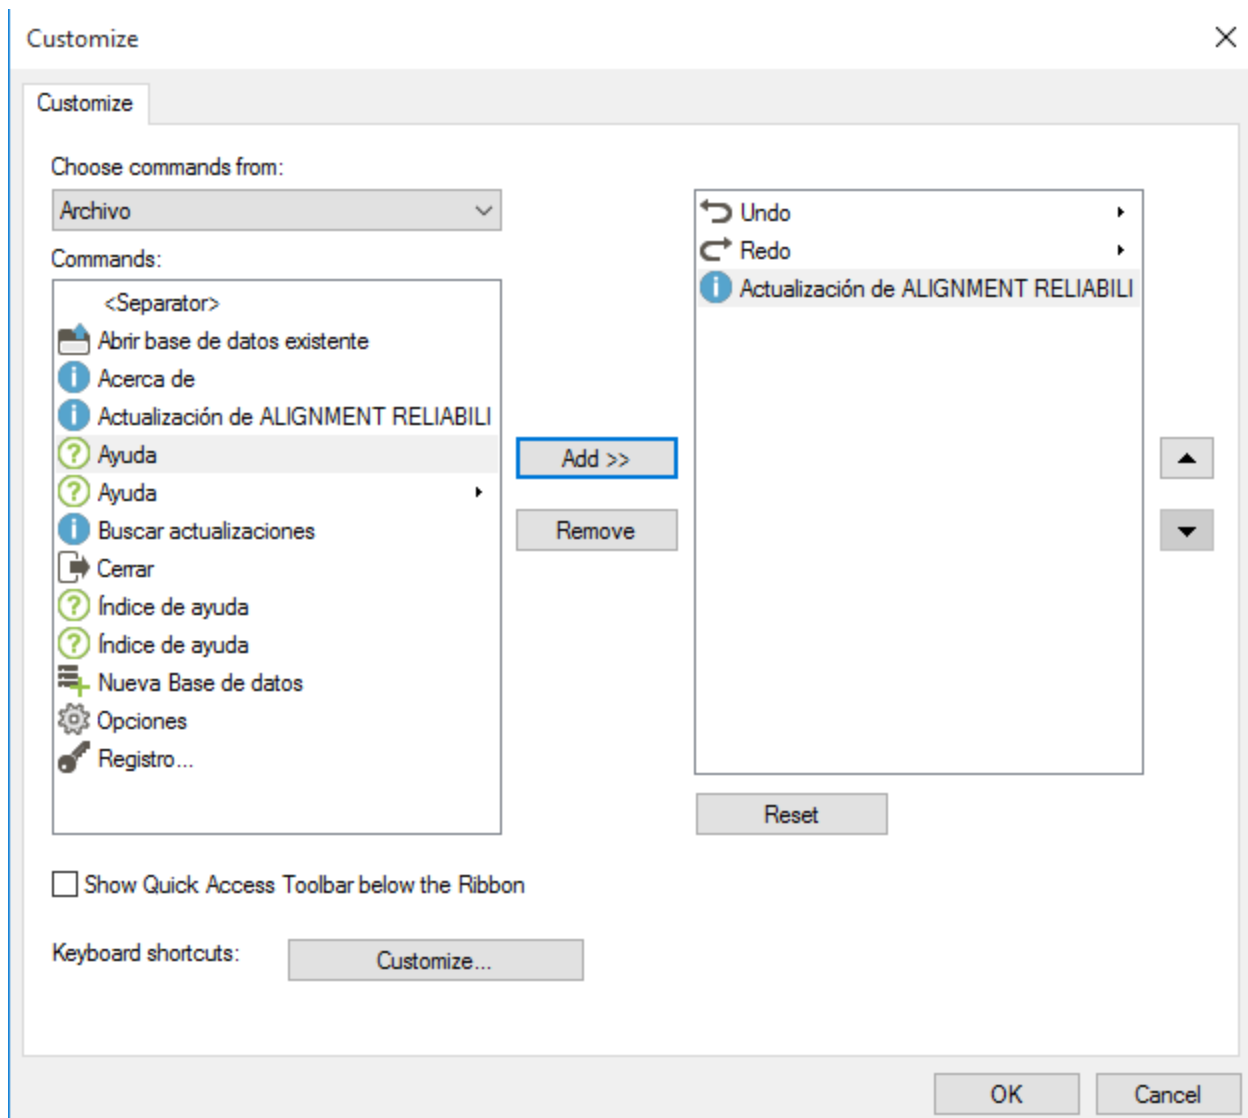 Customize
Customize
Choose commands from:
Archivo
Commands:
<Separator>
Abrir base de datos existente
Acerca de
Actualización de ALIGNMENT RELIABILI
Ayuda
Ayuda
Buscar actualizaciones
Cerrar
Índice de ayuda
Índice de ayuda
Nueva Base de datos
Opciones
Registro...
Add >>
Remove
Undo
Redo
Actualización de ALIGNMENT RELIABILI
Reset
Show Quick Access Toolbar below the Ribbon
Keyboard shortcuts:
Customize...
OK
Cancel